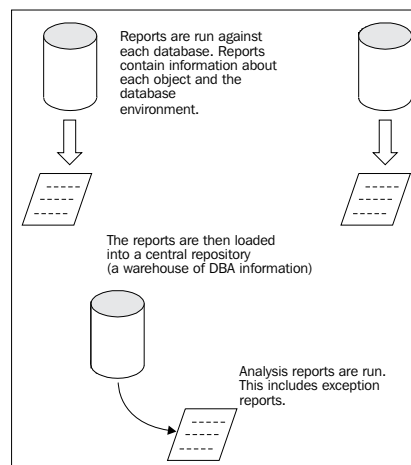 Reports are run against
each database. Reports
contain information about
each object and the
database
environment.
The reports are then loaded
into a central repository
(a warehouse of DBA information)
Analysis reports are run.
This includes exception
reports.